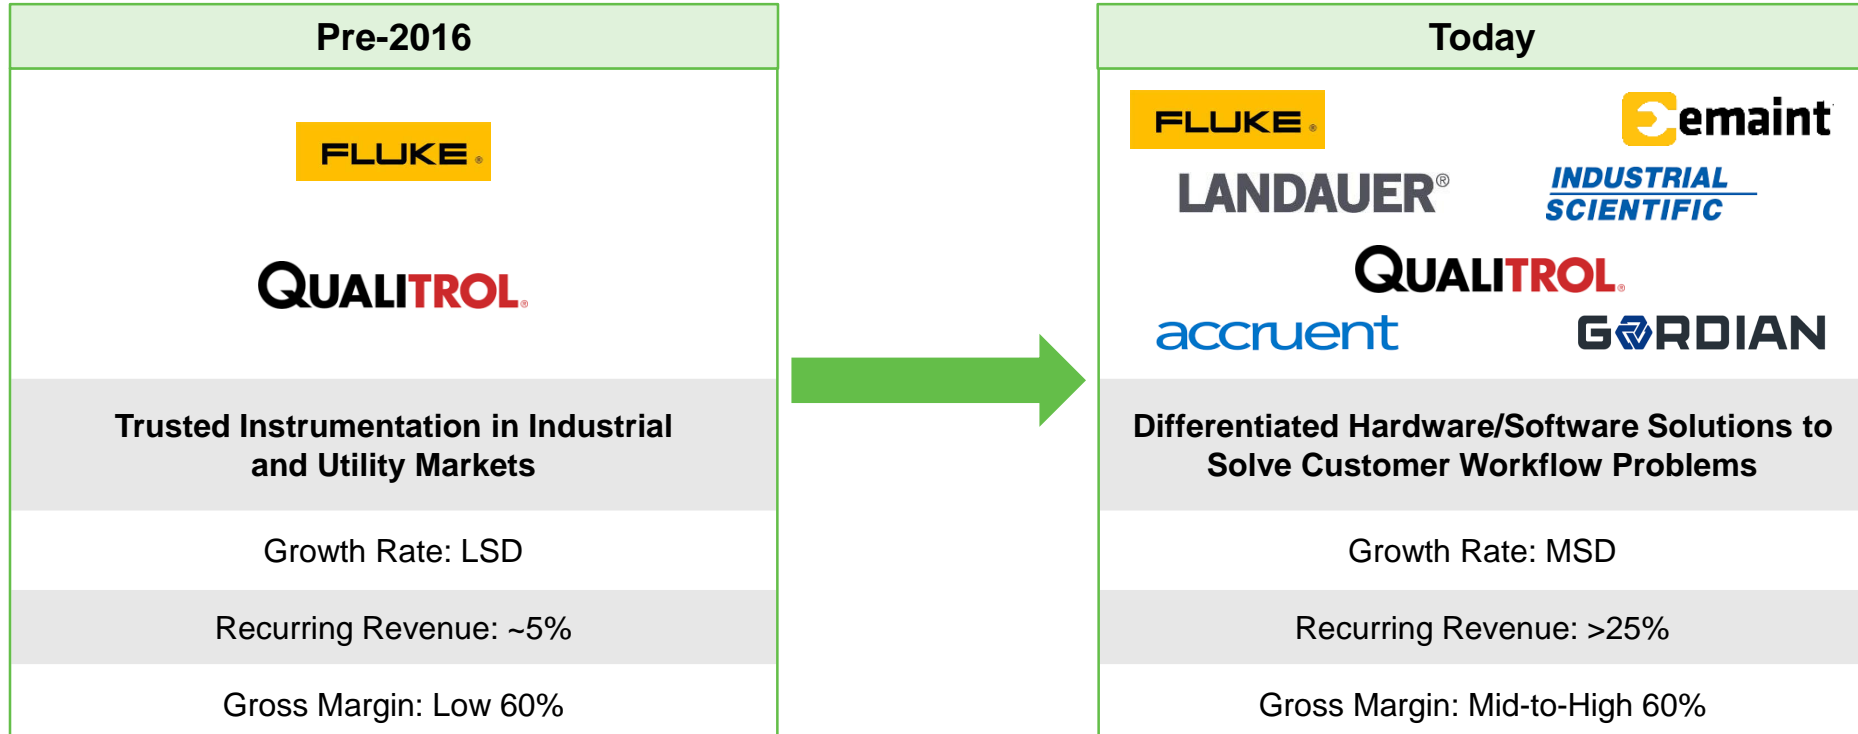 Pre-2016
FLUKE®
QUALITROL®
Trusted Instrumentation in Industrial
and Utility Markets
Growth Rate: LSD
Recurring Revenue: ~5%
Gross Margin: Low 60%
Today
FLUKE®
emaint
LANDAUER®
INDUSTRIAL
SCIENTIFIC
QUALITROL®
accruent
GORDIAN
Differentiated Hardware/Software Solutions to
Solve Customer Workflow Problems
Growth Rate: MSD
Recurring Revenue: >25%
Gross Margin: Mid-to-High 60%